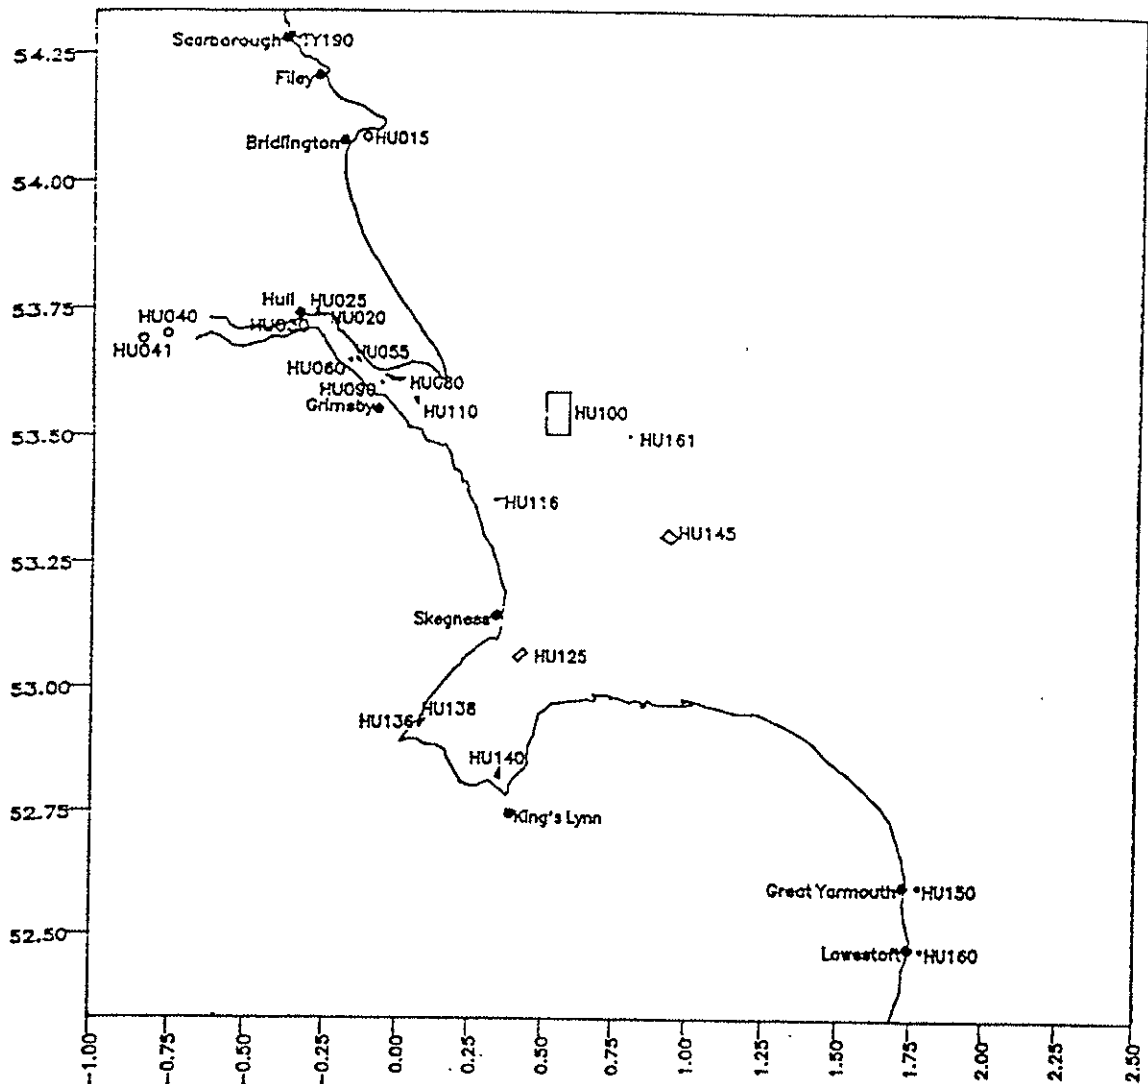 54.25
Scarborough TY190
Filey
Bridlington HU015
54.00
53.75
Hull HU025
HU040
HU030 HU020
HU041
HU055
HU060
HU080
HU090
Grimsby HU110
HU100
53.50
HU161
HU116
53.25
HU145
Skegness
HU125
53.00
HU138
HU136
HU140
52.75
King's Lynn
Great Yarmouth HU150
52.50
Lowestoft HU160
-1.00 -0.75 -0.50 -0.25 0.00 0.25 0.50 0.75 1.00 1.25 1.50 1.75 2.00 2.25 2.50